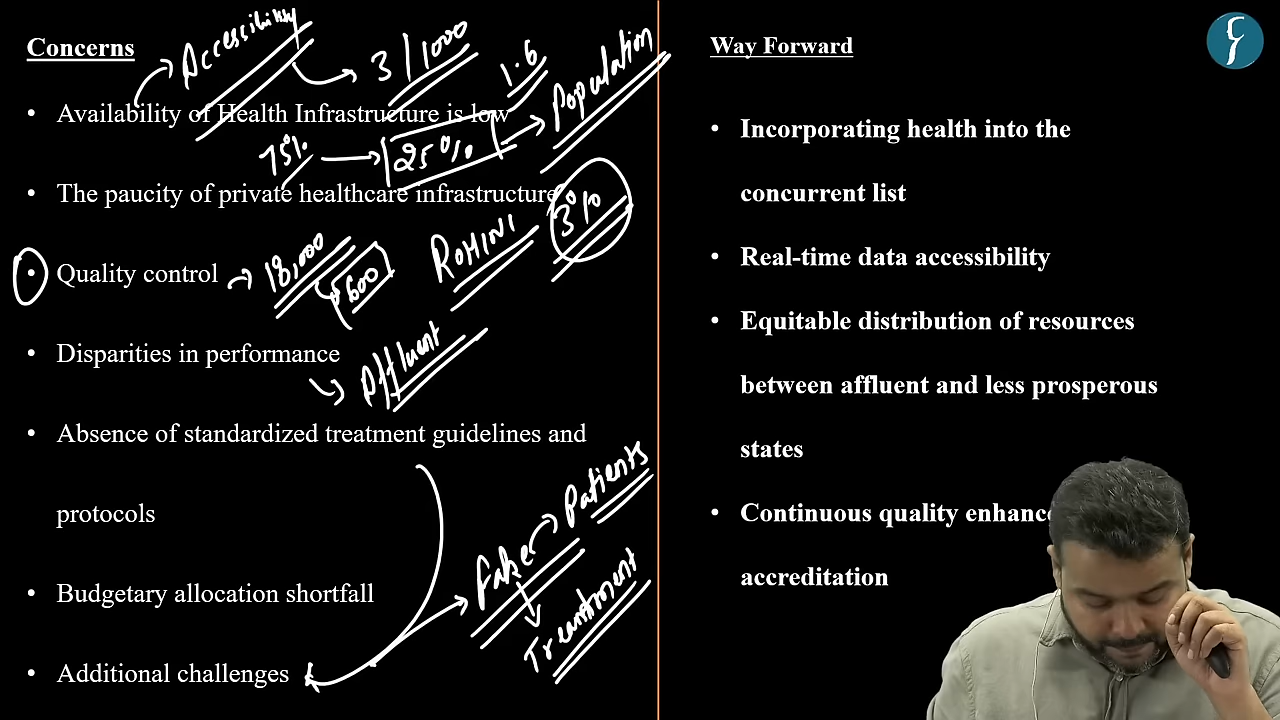 Concerns
Accessibility
3/1000
1.6
Population
• Availability of Health Infrastructure is low
75%
25%
• The paucity of private healthcare infrastructure
ROHINI
3%
• Quality control
18,000
600
• Disparities in performance
Affluent
• Absence of standardized treatment guidelines and
protocols
Fake
Patients
Treantment
• Budgetary allocation shortfall
• Additional challenges
Way Forward
• Incorporating health into the
concurrent list
• Real-time data accessibility
• Equitable distribution of resources
between affluent and less prosperous
states
• Continuous quality
accreditation